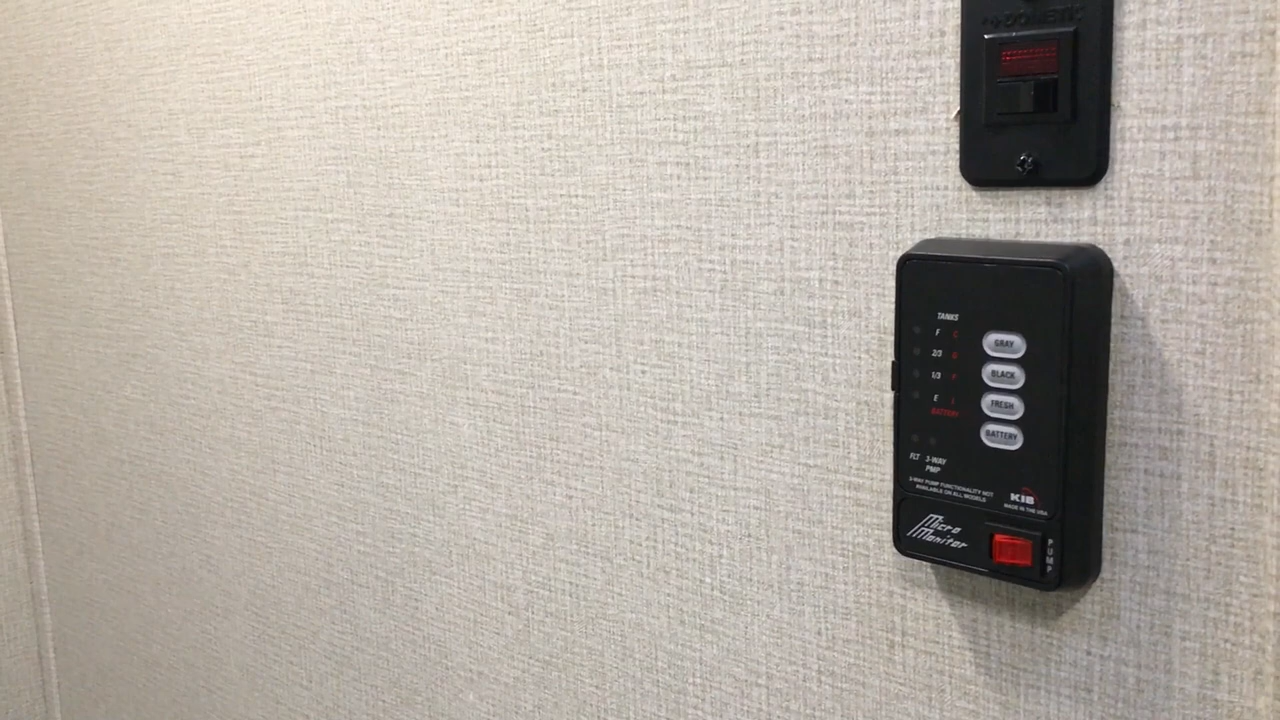 DOMETIC
TANKS
F C
2/3 G
1/3 F
E L
BATTERY
GRAY
BLACK
FRESH
BATTERY
FLT 3-WAY
PMP
3-WAY PUMP FUNCTIONALITY NOT
AVAILABLE ON ALL MODELS
KIB
MADE IN THE USA
Micro
Monitor
PUMP